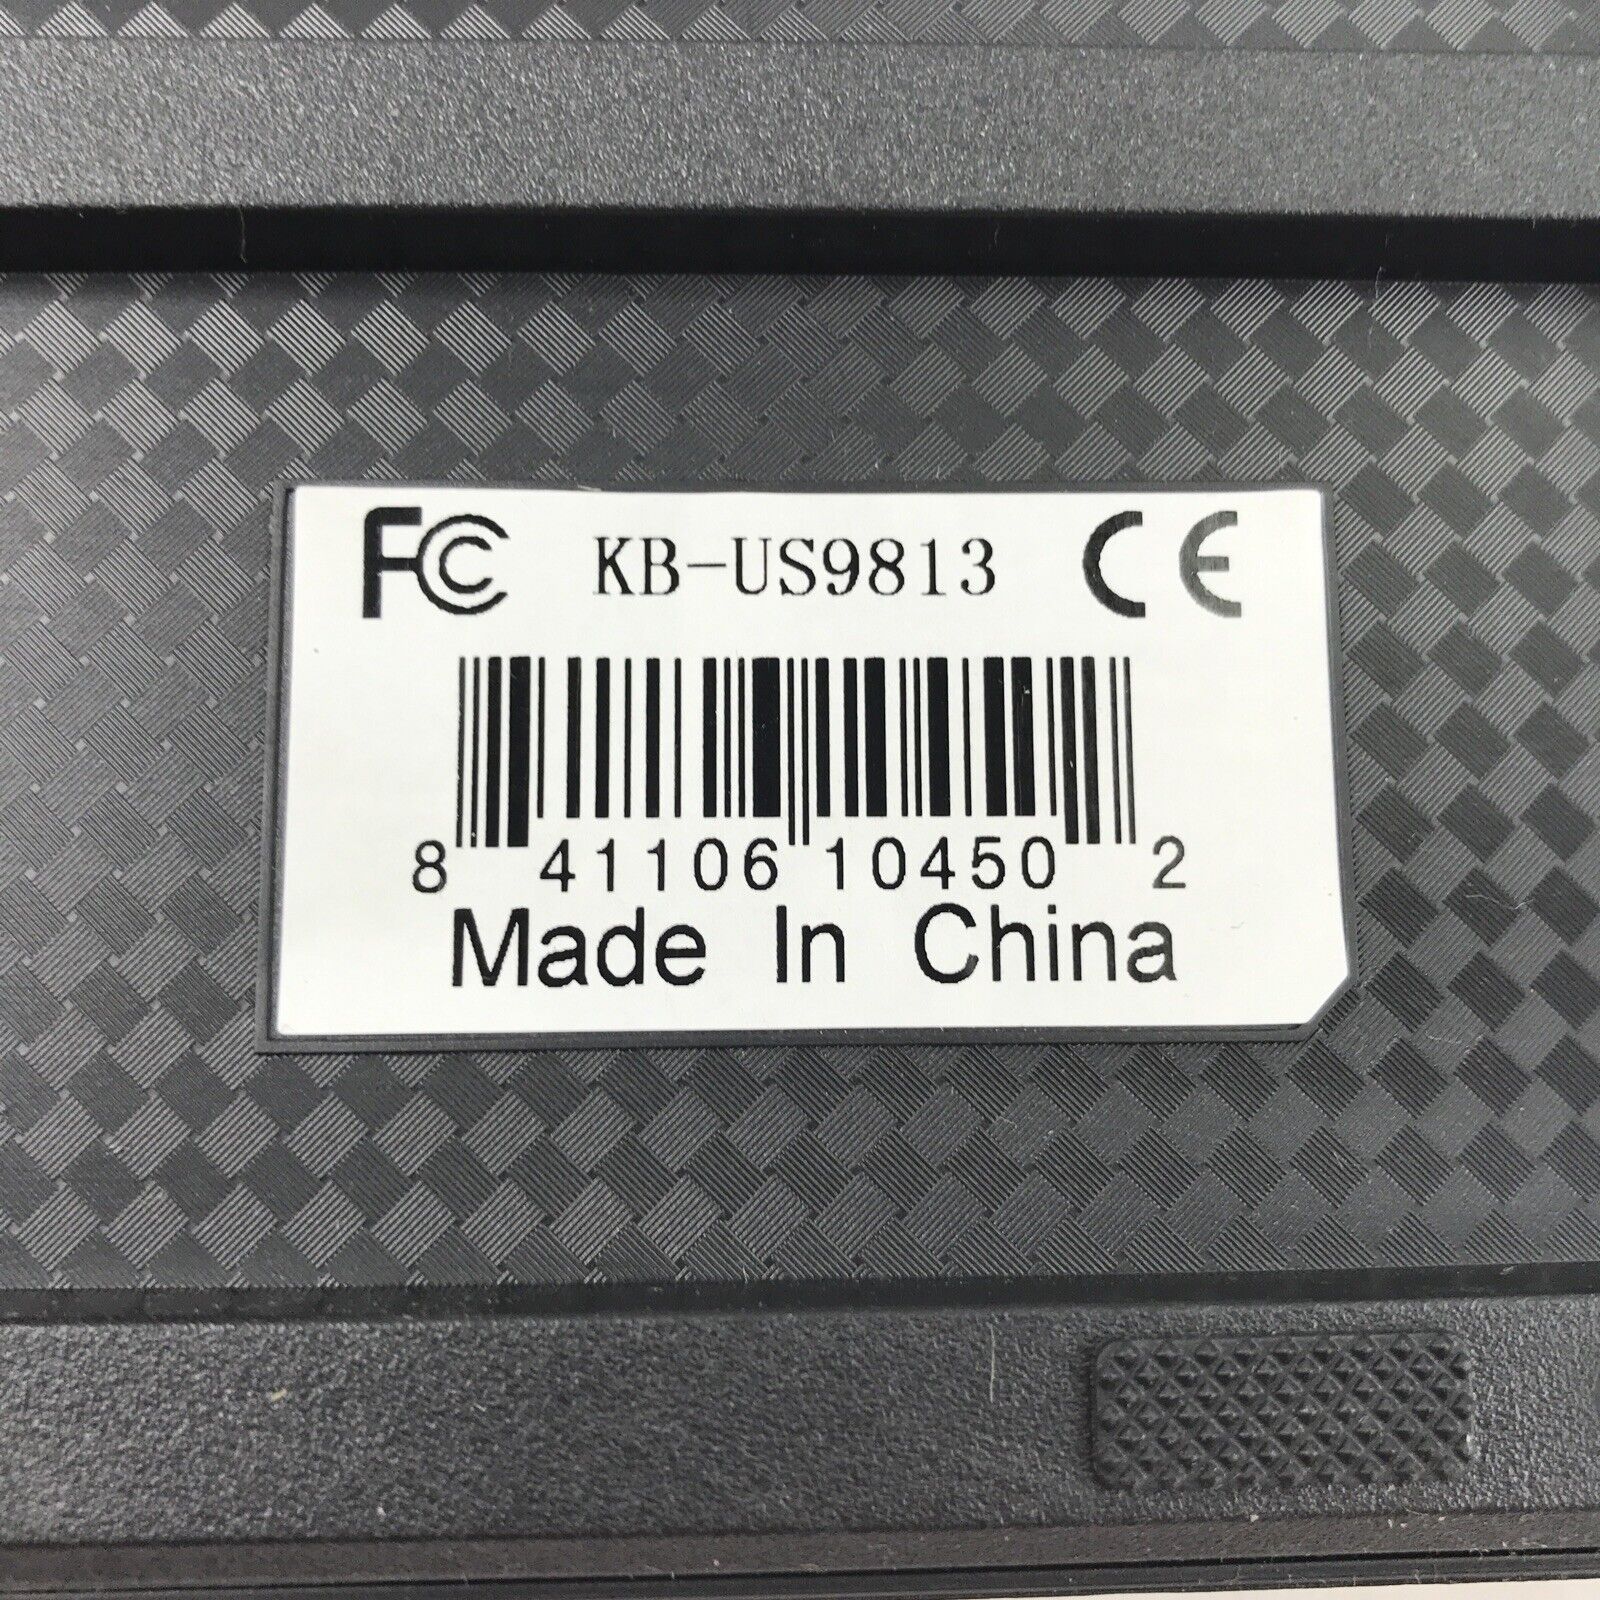 FC KB-US9813 CE
8 41106 10450 2
Made In China